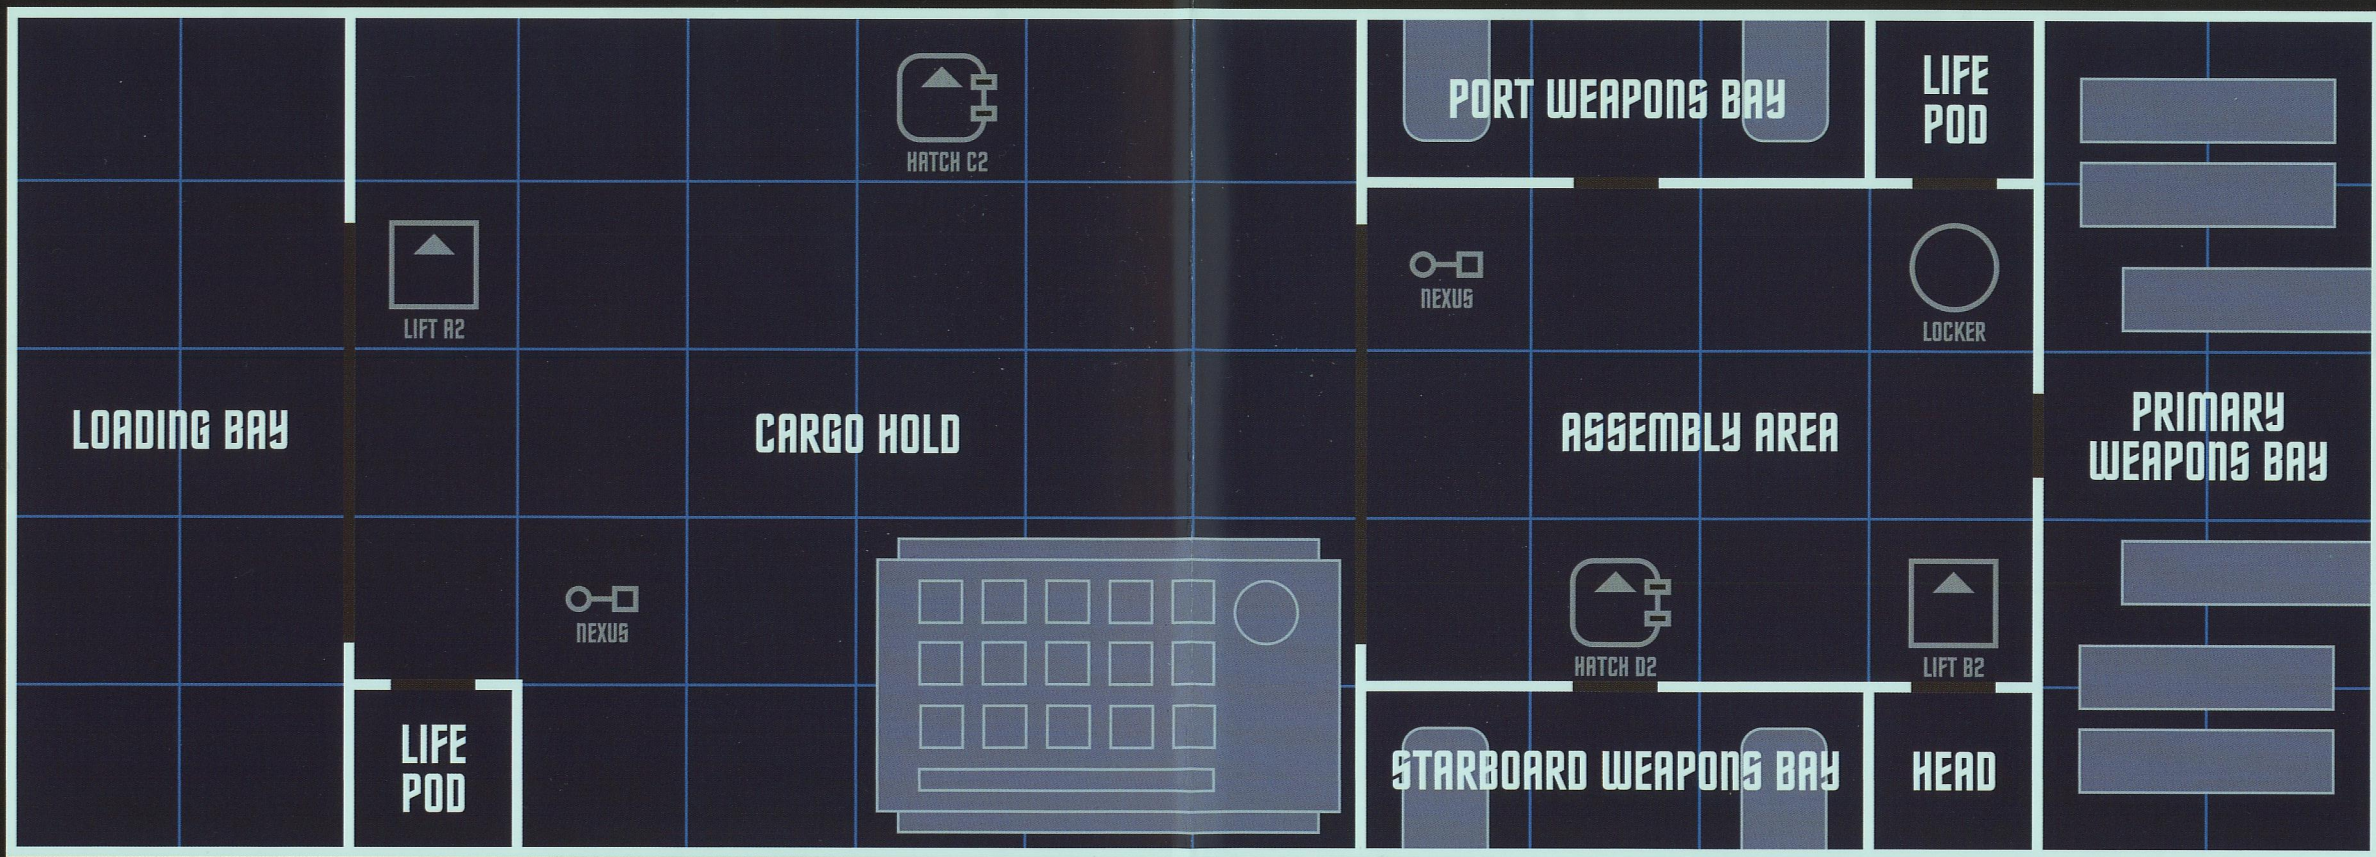 HATCH C2
PORT WEAPONS BAY
LIFE
POD
LIFT A2
NEXUS
LOCKER
LOADING BAY
CARGO HOLD
ASSEMBLY AREA
PRIMARY
WEAPONS BAY
NEXUS
HATCH D2
LIFT B2
LIFE
POD
STARBOARD WEAPONS BAY
HEAD